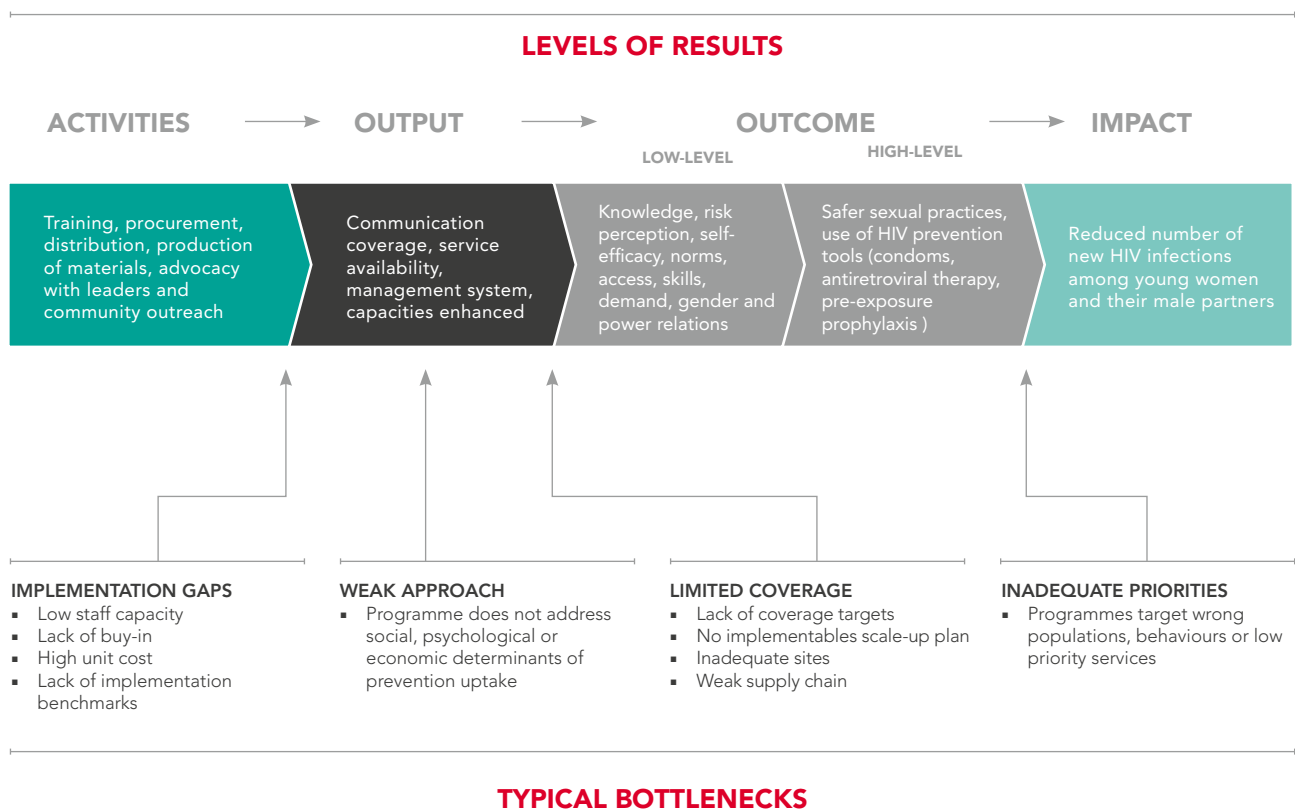 LEVELS OF RESULTS
ACTIVITIES
OUTPUT
OUTCOME
IMPACT
LOW-LEVEL
HIGH-LEVEL
Training, procurement,
distribution, production
of materials, advocacy
with leaders and
community outreach
Communication
coverage, service
availability,
management system,
capacities enhanced
Knowledge, risk
perception, self-
efficacy, norms,
access, skills,
demand, gender and
power relations
Safer sexual practices,
use of HIV prevention
tools (condoms,
antiretroviral therapy,
pre-exposure
prophylaxis )
Reduced number of
new HIV infections
among young women
and their male partners
IMPLEMENTATION GAPS
▪ Low staff capacity
▪ Lack of buy-in
▪ High unit cost
▪ Lack of implementation
benchmarks
WEAK APPROACH
▪ Programme does not address
social, psychological or
economic determinants of
prevention uptake
LIMITED COVERAGE
▪ Lack of coverage targets
▪ No implementables scale-up plan
▪ Inadequate sites
▪ Weak supply chain
INADEQUATE PRIORITIES
▪ Programmes target wrong
populations, behaviours or low
priority services
TYPICAL BOTTLENECKS